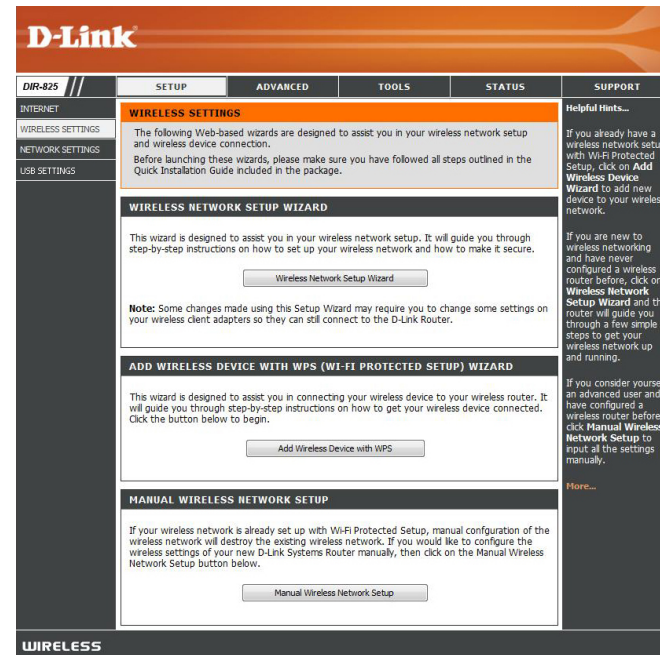 D-Link
DIR-825
SETUP
ADVANCED
TOOLS
STATUS
SUPPORT
INTERNET
WIRELESS SETTINGS
NETWORK SETTINGS
USB SETTINGS
WIRELESS SETTINGS
The following Web-based wizards are designed to assist you in your wireless network setup
and wireless device connection.
Before launching these wizards, please make sure you have followed all steps outlined in the
Quick Installation Guide included in the package.
WIRELESS NETWORK SETUP WIZARD
This wizard is designed to assist you in your wireless network setup. It will guide you through
step-by-step instructions on how to set up your wireless network and how to make it secure.
Wireless Network Setup Wizard
Note: Some changes made using this Setup Wizard may require you to change some settings on
your wireless client adapters so they can still connect to the D-Link Router.
ADD WIRELESS DEVICE WITH WPS (WI-FI PROTECTED SETUP) WIZARD
This wizard is designed to assist you in connecting your wireless device to your wireless router. It
will guide you through step-by-step instructions on how to get your wireless device connected.
Click the button below to begin.
Add Wireless Device with WPS
MANUAL WIRELESS NETWORK SETUP
If your wireless network is already set up with Wi-Fi Protected Setup, manual confguration of the
wireless network will destroy the existing wireless network. If you would like to configure the
wireless settings of your new D-Link Systems Router manually, then click on the Manual Wireless
Network Setup button below.
Manual Wireless Network Setup
Helpful Hints...
If you already have a
wireless network setu
with Wi-Fi Protected
Setup, click on Add
Wireless Device
Wizard to add new
device to your wireles
network.
If you are new to
wireless networking
and have never
configured a wireless
router before, click on
Wireless Network
Setup Wizard and th
router will guide you
through a few simple
steps to get your
wireless network up
and running.
If you consider yourse
an advanced user and
have configured a
wireless router before
click Manual Wireless
Network Setup to
input all the settings
manually.
More...
WIRELESS